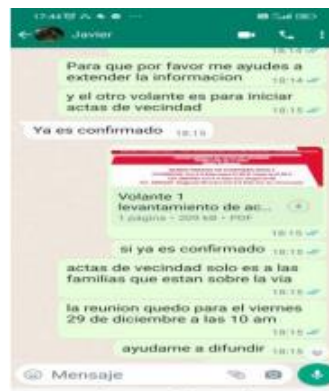 Javier
18:14
Para que por favor me ayudes a
extender la informacion 18:14
y el otro volante es para iniciar
actas de vecindad 18:15
Ya es confirmado 18:15
Volante 1
levantamiento de ac...
1 página • 209 kB • PDF
18:15
si ya es confirmado 18:15
actas de vecindad solo es a las
familias que estan sobre la via
18:15
la reunion quedo para el viernes
29 de diciembre a las 10 am
18:15
ayudame a difundir 18:15
Mensaje